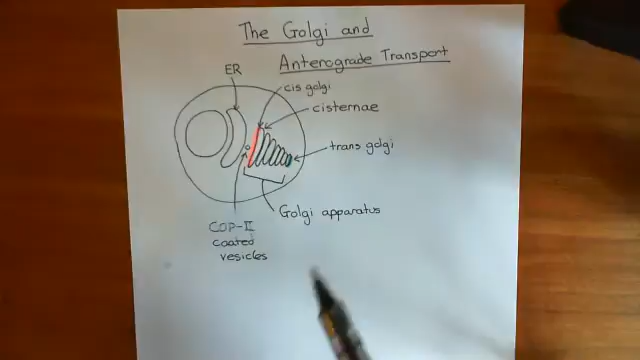 The Golgi and
Anterograde Transport
ER
cis golgi
cisternae
trans golgi
Golgi apparatus
COP-II
coated
vesicles